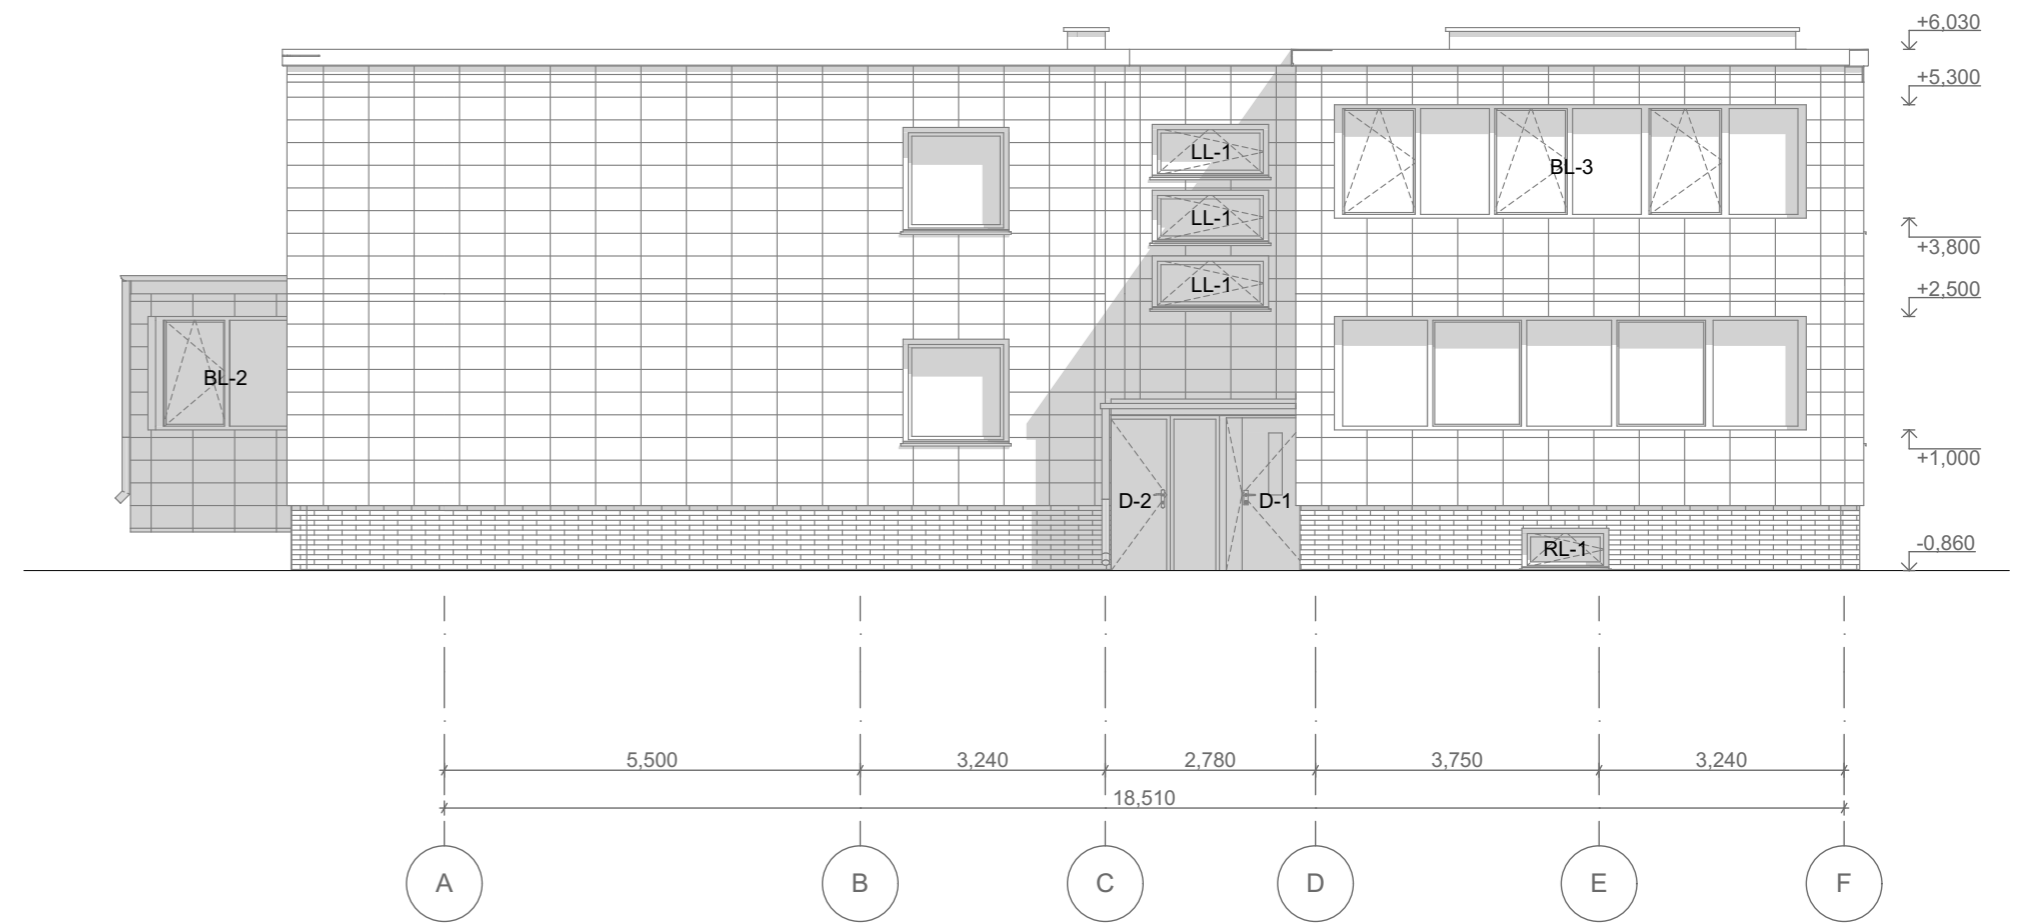 +6,030
+5,300
LL-1
BL-3
LL-1
+3,800
LL-1
+2,500
BL-2
+1,000
D-2
D-1
RL-1
-0,860
5,500
3,240
2,780
3,750
3,240
18,510
A
B
C
D
E
F